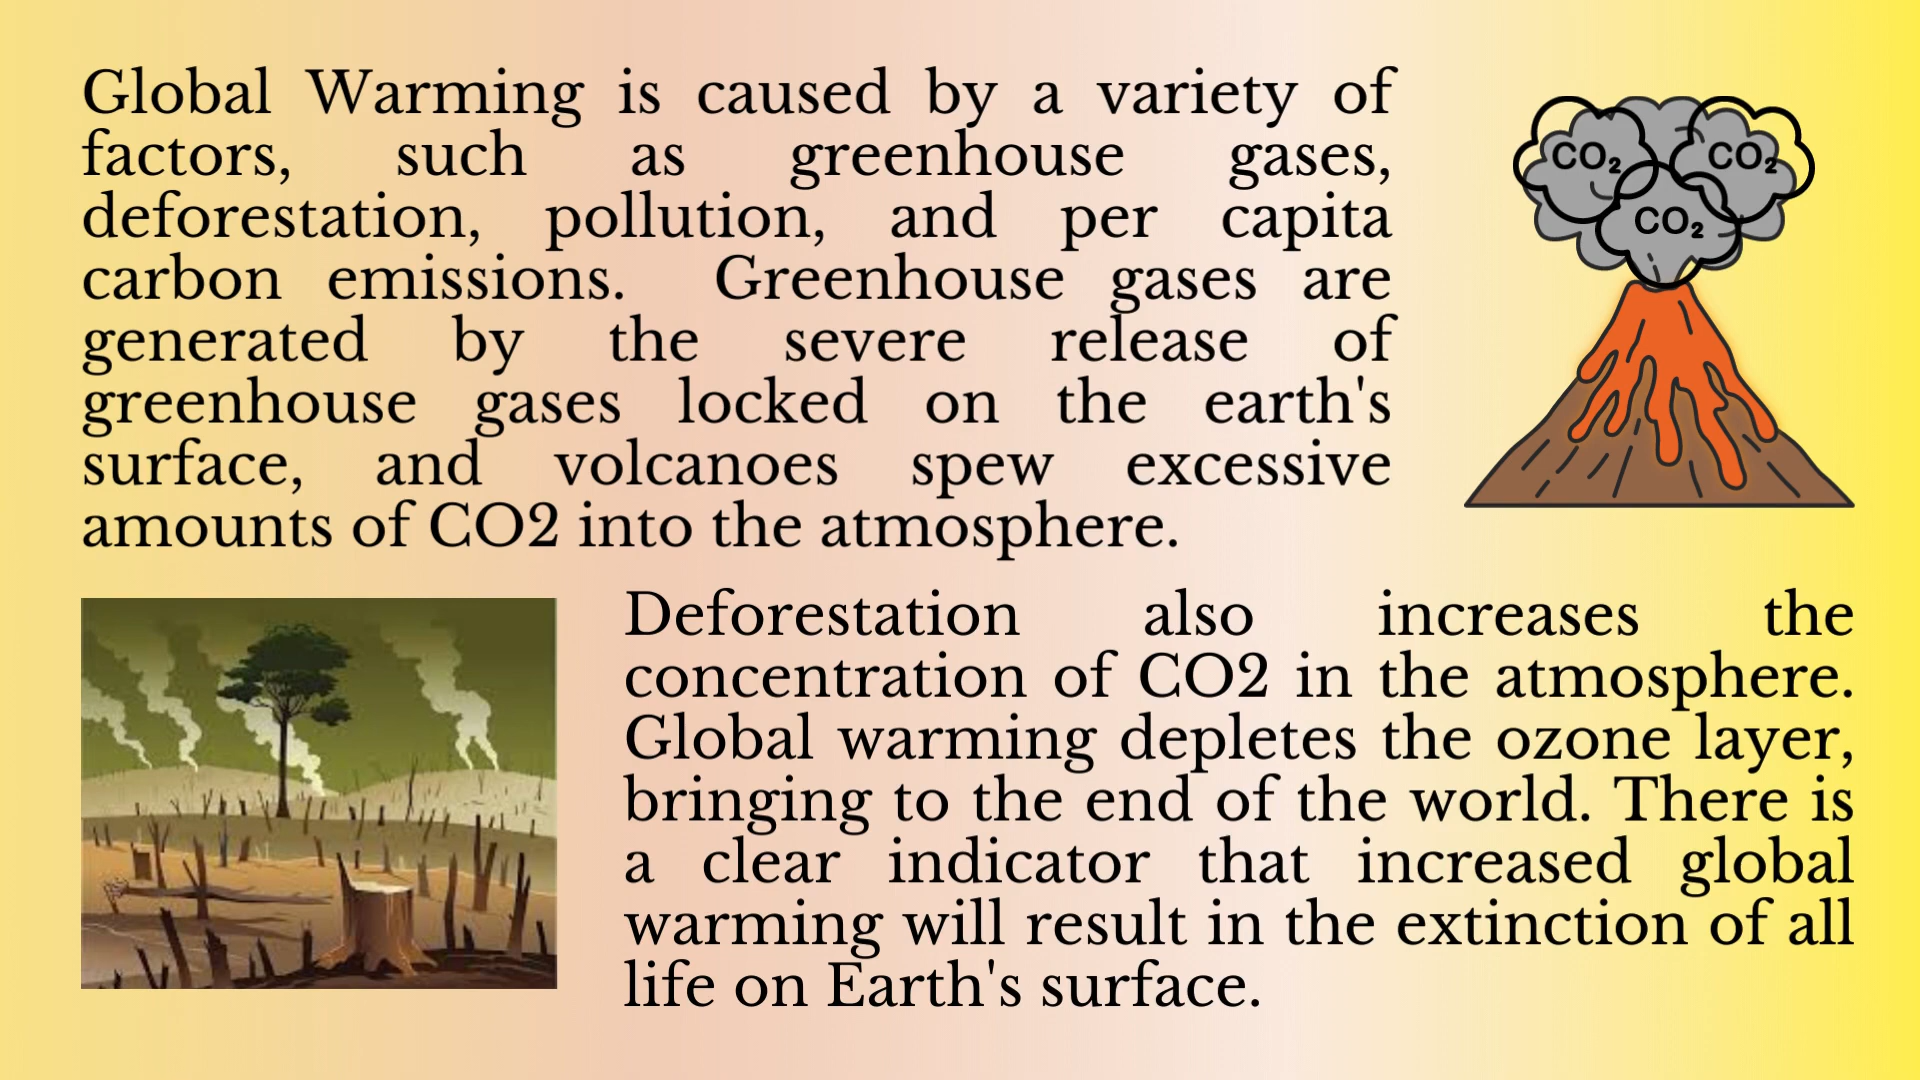 Global Warming is caused by a variety of
factors, such as greenhouse gases,
deforestation, pollution, and per capita
carbon emissions. Greenhouse gases are
generated by the severe release of
greenhouse gases locked on the earth's
surface, and volcanoes spew excessive
amounts of CO2 into the atmosphere.
CO₂
CO₂
CO₂
Deforestation also increases the
concentration of CO2 in the atmosphere.
Global warming depletes the ozone layer,
bringing to the end of the world. There is
a clear indicator that increased global
warming will result in the extinction of all
life on Earth's surface.